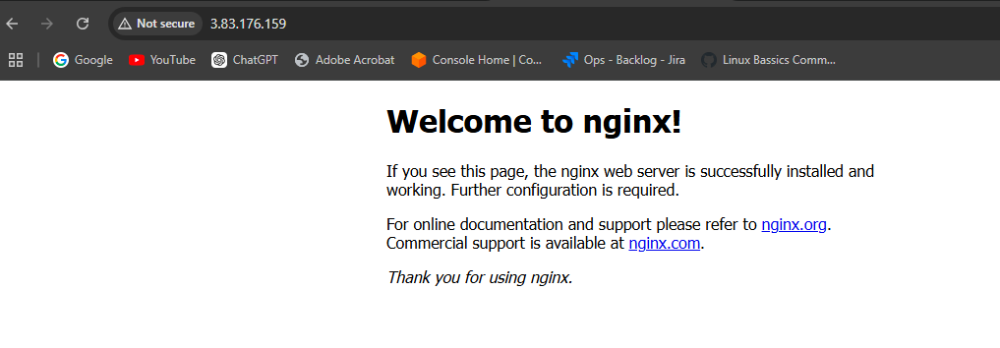 Not secure 3.83.176.159
Google YouTube ChatGPT Adobe Acrobat Console Home | Co... Ops - Backlog - Jira Linux Bassics Comm...
Welcome to nginx!
If you see this page, the nginx web server is successfully installed and
working. Further configuration is required.
For online documentation and support please refer to nginx.org.
Commercial support is available at nginx.com.
Thank you for using nginx.